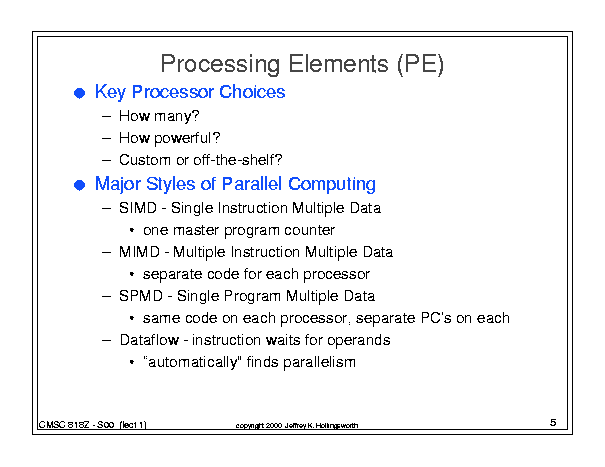 Processing Elements (PE)
● Key Processor Choices
– How many?
– How powerful?
– Custom or off-the-shelf?
● Major Styles of Parallel Computing
– SIMD - Single Instruction Multiple Data
• one master program counter
– MIMD - Multiple Instruction Multiple Data
• separate code for each processor
– SPMD - Single Program Multiple Data
• same code on each processor, separate PC's on each
– Dataflow - instruction waits for operands
• "automatically" finds parallelism
CMSC 818Z - S00 (lect 1)
copyright 2000 Jeffrey K. Hollingsworth
5